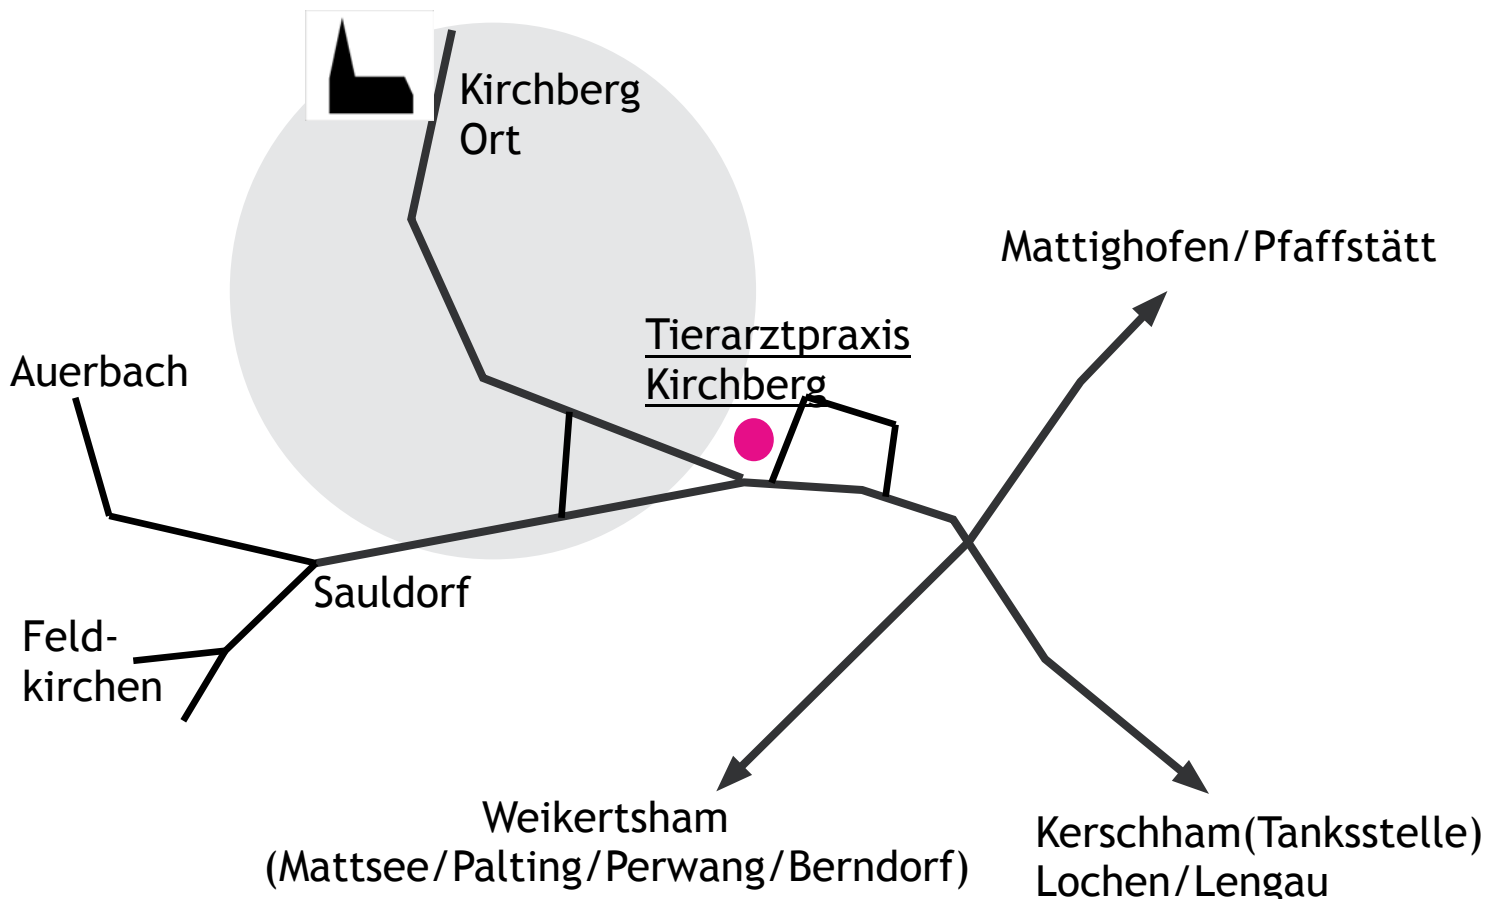 Kirchberg
Ort
Mattighofen/Pfaffstätt
Tierarztpraxis
Kirchberg
Auerbach
Sauldorf
Feld-
kirchen
Weikertsham
(Mattsee/Palting/Perwang/Berndorf)
Kerschham(Tanksstelle)
Lochen/Lengau